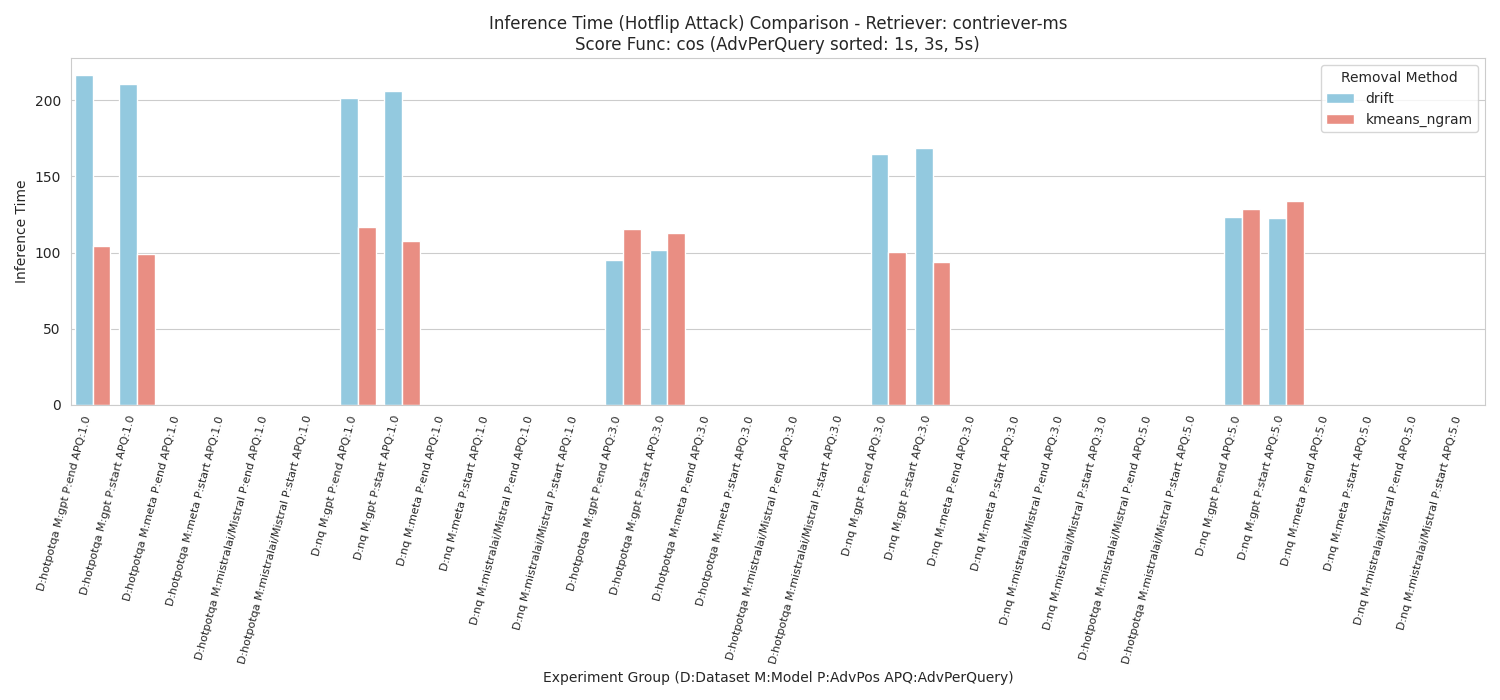 Inference Time (Hotflip Attack) Comparison - Retriever: contriever-ms
Score Func: cos (AdvPerQuery sorted: 1s, 3s, 5s)
Removal Method
drift
kmeans_ngram
Inference Time
200
150
100
50
0
D:hotpotqa M:gpt P:end APQ:1.0
D:hotpotqa M:gpt P:start APQ:1.0
D:hotpotqa M:meta P:end APQ:1.0
D:hotpotqa M:meta P:start APQ:1.0
D:hotpotqa M:mistralai/Mistral P:end APQ:1.0
D:hotpotqa M:mistralai/Mistral P:start APQ:1.0
D:nq M:gpt P:end APQ:1.0
D:nq M:gpt P:start APQ:1.0
D:nq M:meta P:end APQ:1.0
D:nq M:meta P:start APQ:1.0
D:nq M:mistralai/Mistral P:end APQ:1.0
D:nq M:mistralai/Mistral P:start APQ:1.0
D:hotpotqa M:gpt P:end APQ:3.0
D:hotpotqa M:gpt P:start APQ:3.0
D:hotpotqa M:meta P:end APQ:3.0
D:hotpotqa M:meta P:start APQ:3.0
D:hotpotqa M:mistralai/Mistral P:end APQ:3.0
D:hotpotqa M:mistralai/Mistral P:start APQ:3.0
D:nq M:gpt P:end APQ:3.0
D:nq M:gpt P:start APQ:3.0
D:nq M:meta P:end APQ:3.0
D:nq M:meta P:start APQ:3.0
D:nq M:mistralai/Mistral P:end APQ:3.0
D:nq M:mistralai/Mistral P:start APQ:3.0
D:hotpotqa M:mistralai/Mistral P:end APQ:5.0
D:hotpotqa M:mistralai/Mistral P:start APQ:5.0
D:nq M:gpt P:end APQ:5.0
D:nq M:gpt P:start APQ:5.0
D:nq M:meta P:end APQ:5.0
D:nq M:meta P:start APQ:5.0
D:nq M:mistralai/Mistral P:end APQ:5.0
D:nq M:mistralai/Mistral P:start APQ:5.0
Experiment Group (D:Dataset M:Model P:AdvPos APQ:AdvPerQuery)